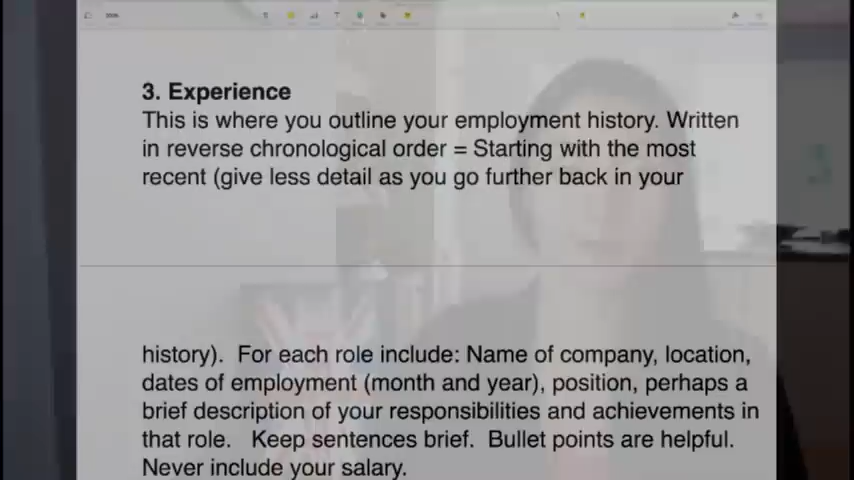 3. Experience
This is where you outline your employment history. Written
in reverse chronological order = Starting with the most
recent (give less detail as you go further back in your
history).  For each role include: Name of company, location,
dates of employment (month and year), position, perhaps a
brief description of your responsibilities and achievements in
that role.   Keep sentences brief.  Bullet points are helpful.
Never include your salary.